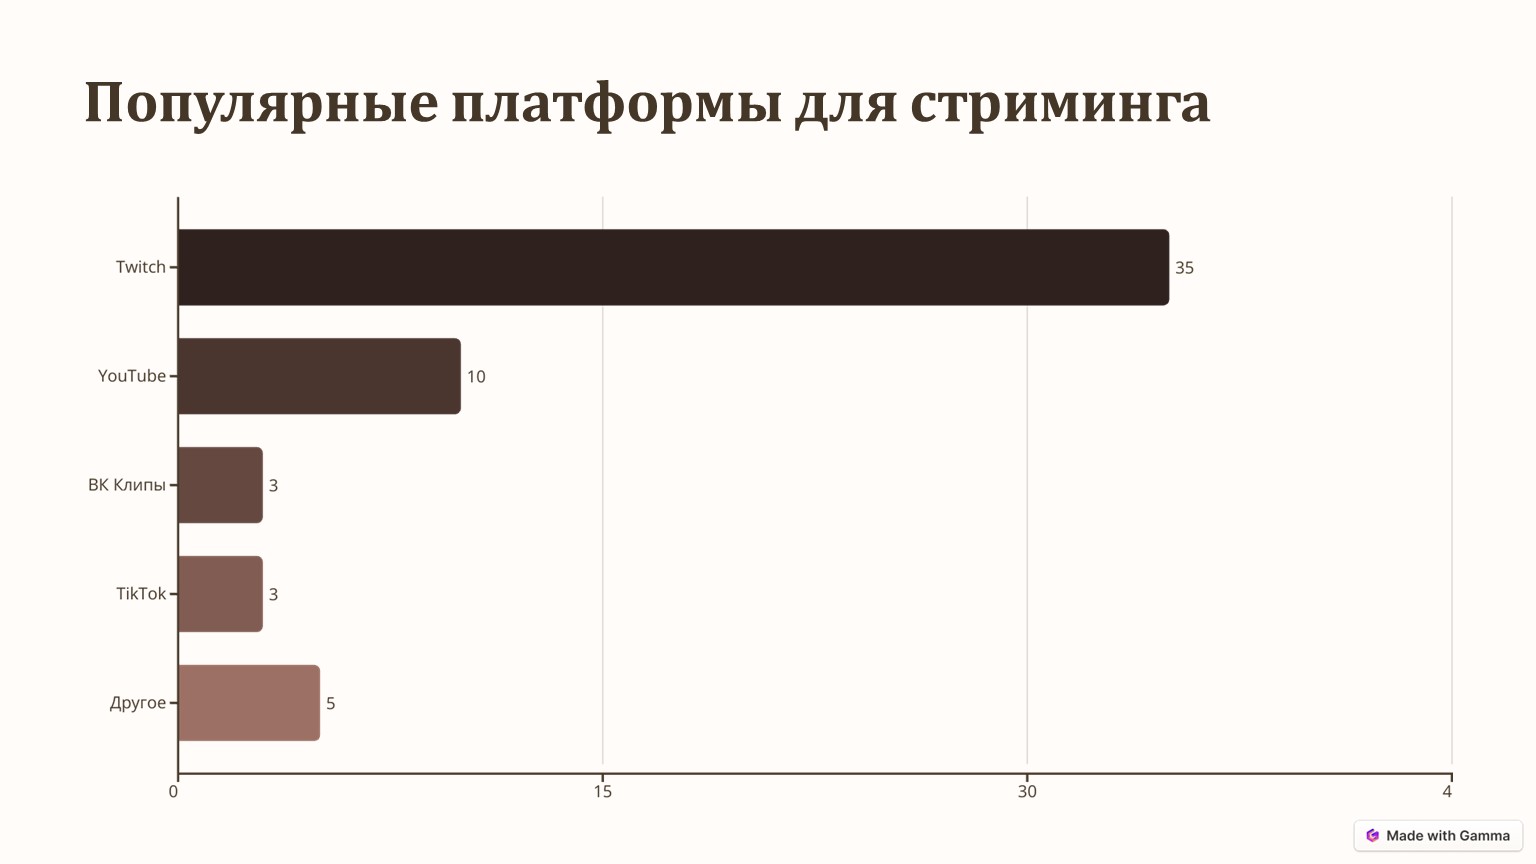 Популярные платформы для стриминга
Twitch
35
YouTube
10
ВК Клипы
3
TikTok
3
Другое
5
0 15 30 4
Made with Gamma